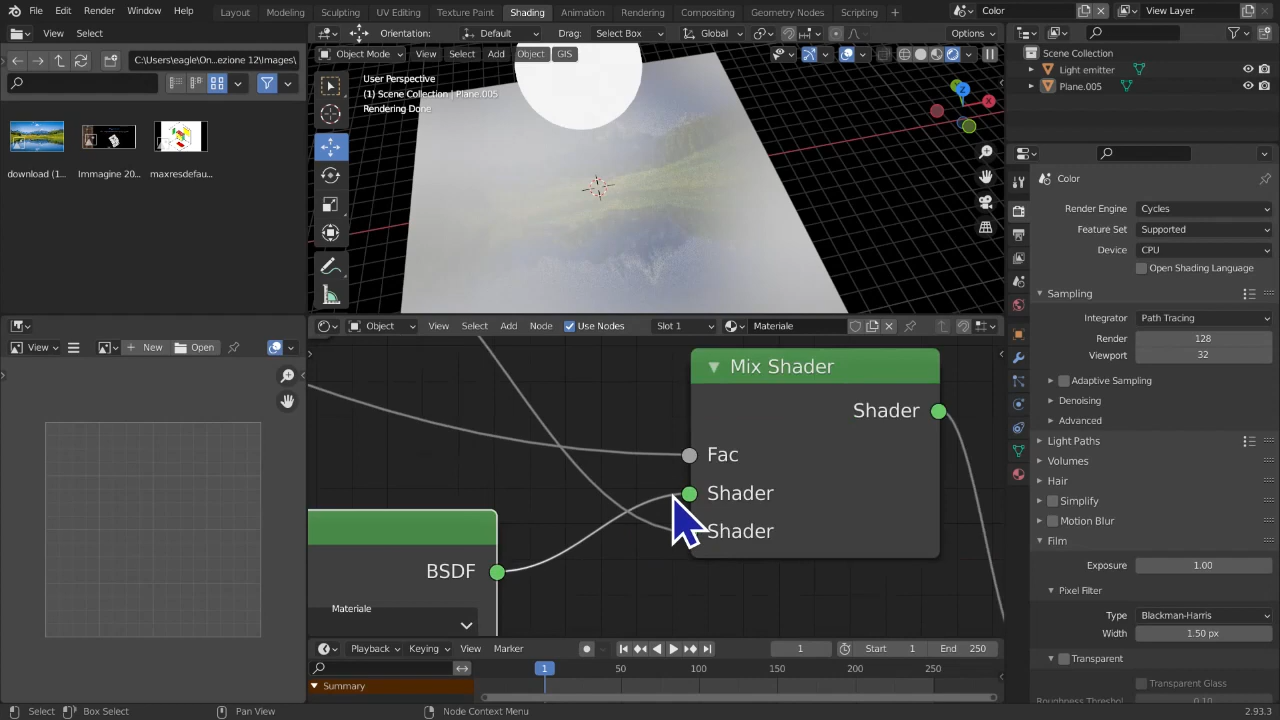 File Edit Render Window Help Layout Modeling Sculpting UV Editing Texture Paint Shading Animation Rendering Compositing Geometry Nodes Scripting + Color View Layer
View Select
Orientation: Default Drag: Select Box Global Options
C:\Users\eagle\On...ezione 12\Images\
Object Mode View Select Add Object GIS
Scene Collection
Light emitter
Plane.005
User Perspective
(1) Scene Collection | Plane.005
Rendering Done
X
Z
download (1...
Immagine 20...
maxresdefau...
Color
Render Engine Cycles
Feature Set Supported
Device CPU
Open Shading Language
Sampling
Integrator Path Tracing
Render 128
Viewport 32
Adaptive Sampling
Denoising
Advanced
Light Paths
Volumes
Hair
Simplify
Motion Blur
Film
Exposure 1.00
Pixel Filter
Type Blackman-Harris
Width 1.50 px
Transparent
Transparent Glass
Roughness Threshol 0.10
View New Open
Object View Select Add Node Use Nodes Slot 1 Materiale
Mix Shader
Shader
Fac
Shader
Shader
BSDF
Materiale
Playback Keying View Marker 1 Start 1 End 250
1 50 100 150 200 250
Summary
Select Box Select Pan View Node Context Menu 2.93.3